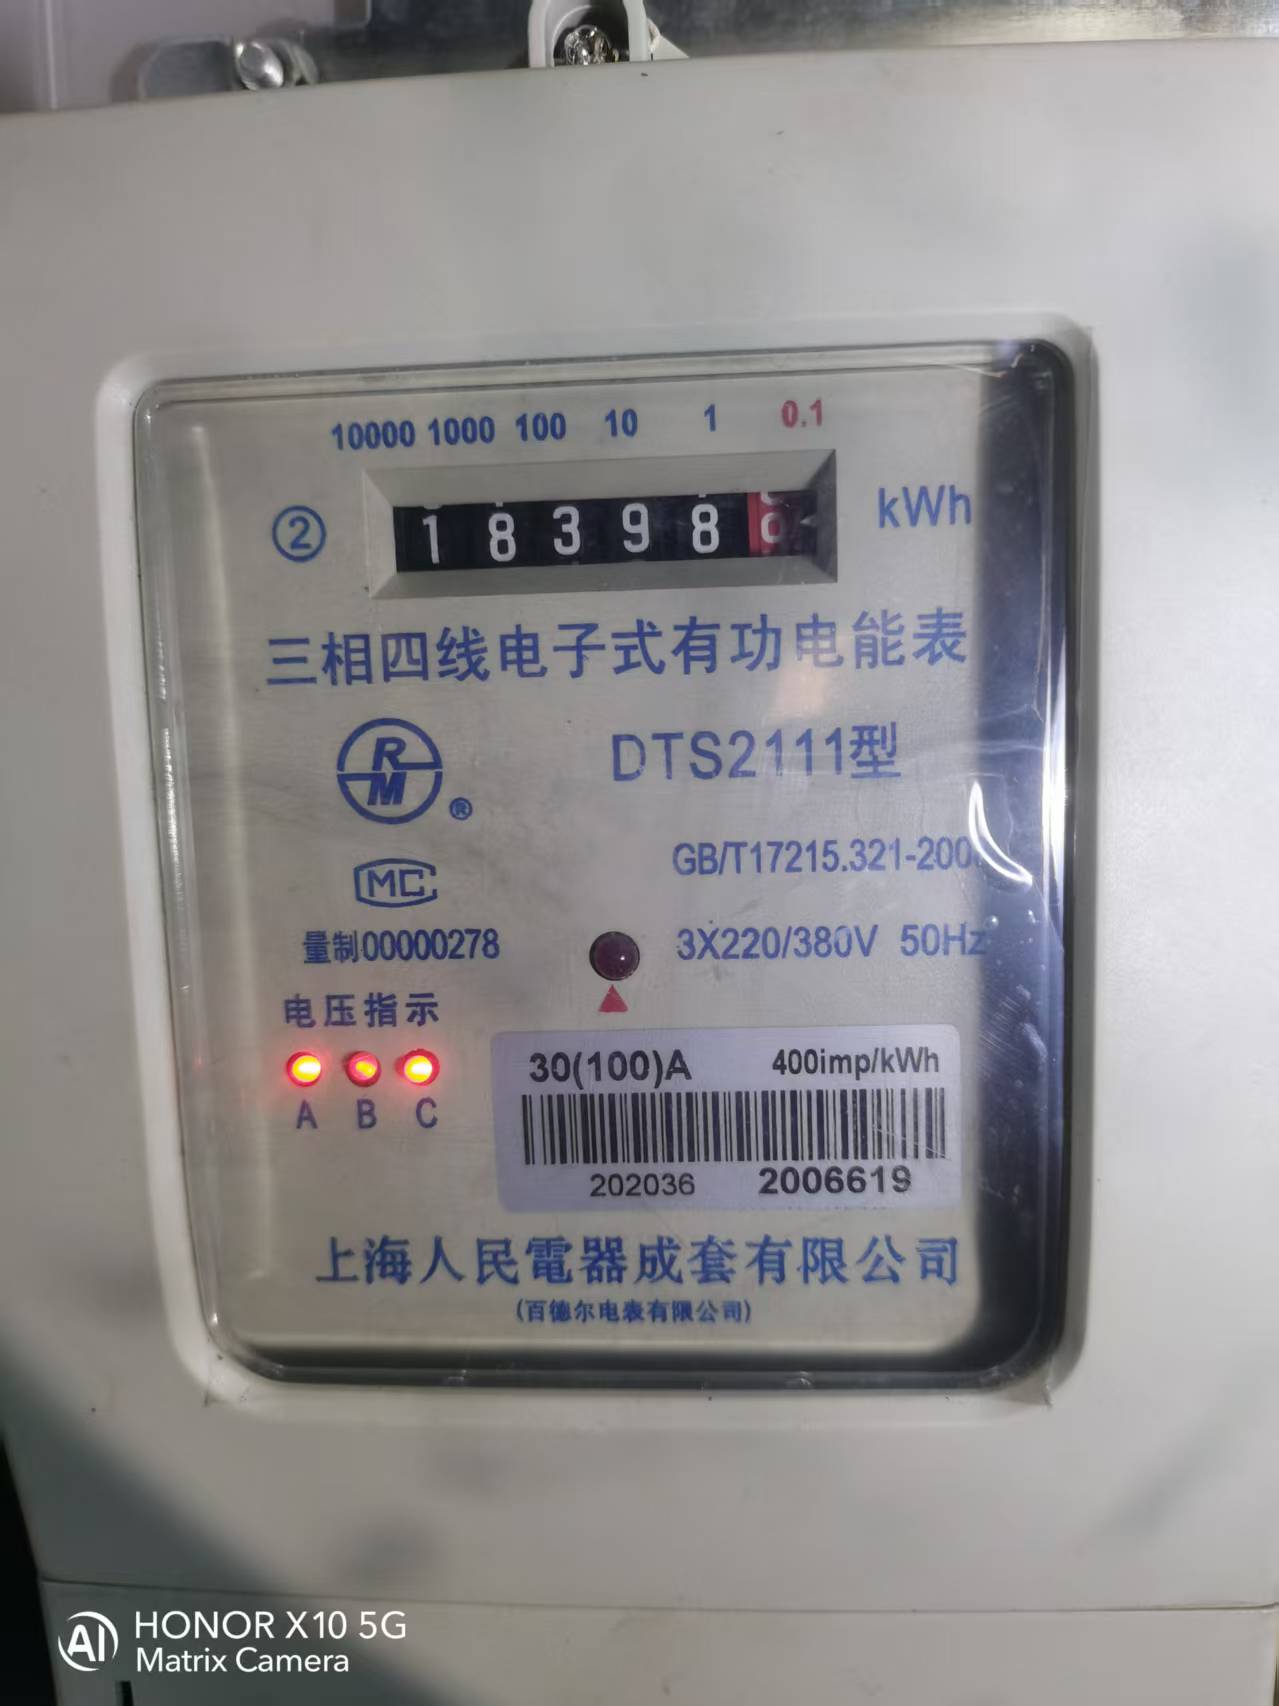 10000 1000 100 10 1 0.1
② 18398 kWh
三相四线电子式有功电能表
RM®
DTS2111型
MC
GB/T17215.321-200
量制00000278
3X220/380V 50Hz
电压指示
A B C
30(100)A 400imp/kWh
202036 2006619
上海人民電器成套有限公司
(百德尔电表有限公司)
AI HONOR X10 5G
Matrix Camera